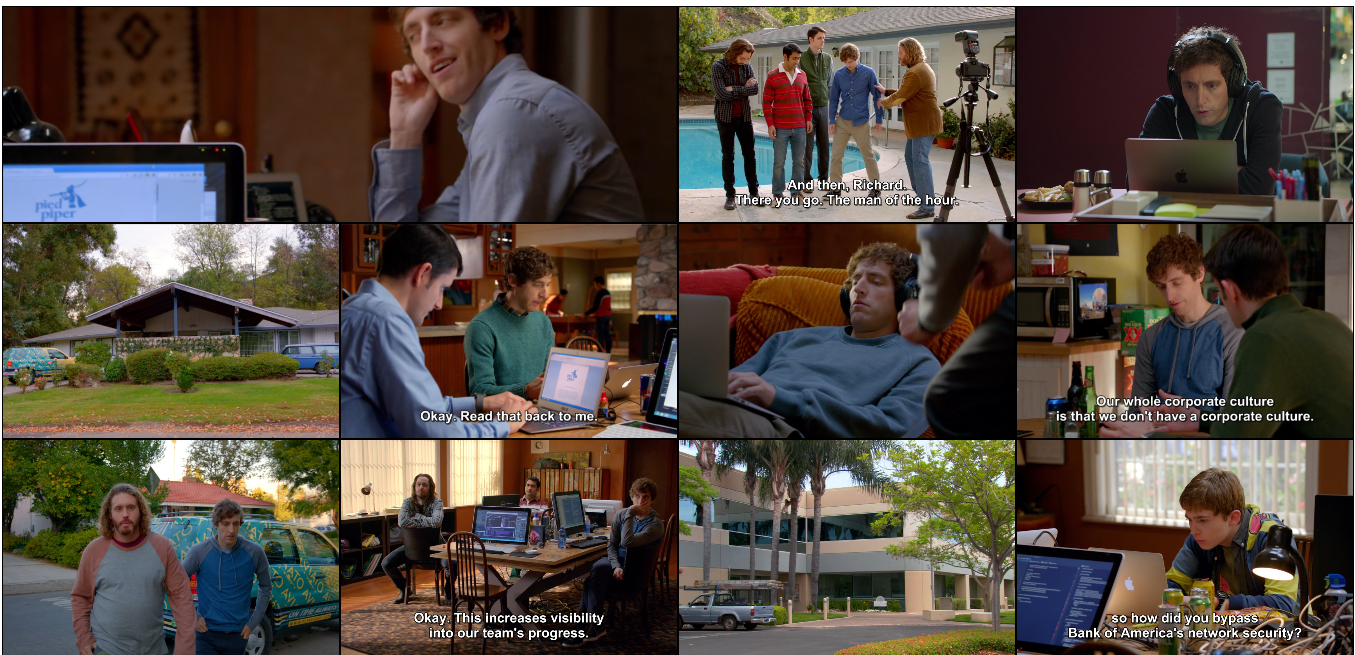 pied
piper
And then, Richard.
There you go. The man of the hour.
Okay. Read that back to me.
Our whole corporate culture
is that we don't have a corporate culture.
Okay. This increases visibility
into our team's progress.
so how did you bypass
Bank of America's network security?